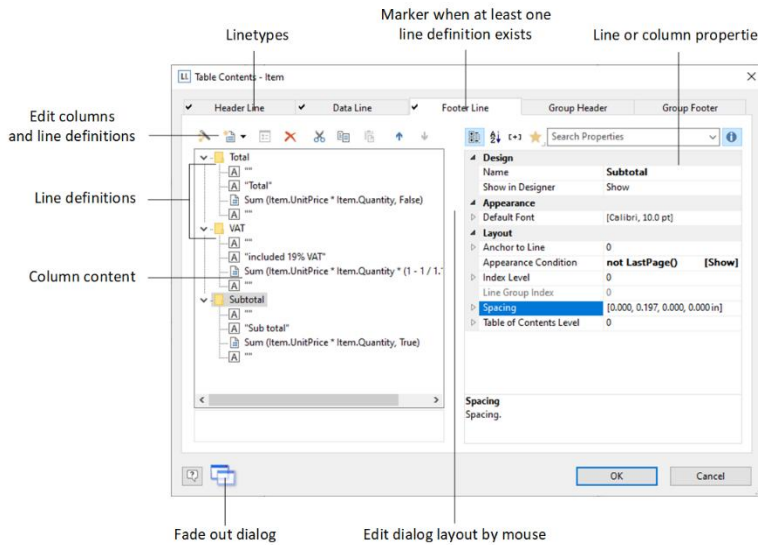 Marker when at least one
line definition exists
Linetypes
Line or column propertie
LL Table Contents - Item
Header Line
Data Line
Footer Line
Group Header
Group Footer
Edit columns
and line definitions
Search Properties
Total
""
"Total"
Sum (Item.UnitPrice * Item.Quantity, False)
""
VAT
""
"included 19% VAT"
Sum (Item.UnitPrice * Item.Quantity * (1 - 1 / 1.
""
Subtotal
""
"Sub total"
Sum (Item.UnitPrice * Item.Quantity, True)
""
Line definitions
Column content
Design
Name Subtotal
Show in Designer Show
Appearance
Default Font [Calibri, 10.0 pt]
Layout
Anchor to Line 0
Appearance Condition not LastPage() [Show]
Index Level 0
Line Group Index 0
Spacing [0.000, 0.197, 0.000, 0.000 in]
Table of Contents Level 0
Spacing
Spacing.
OK
Cancel
Fade out dialog
Edit dialog layout by mouse